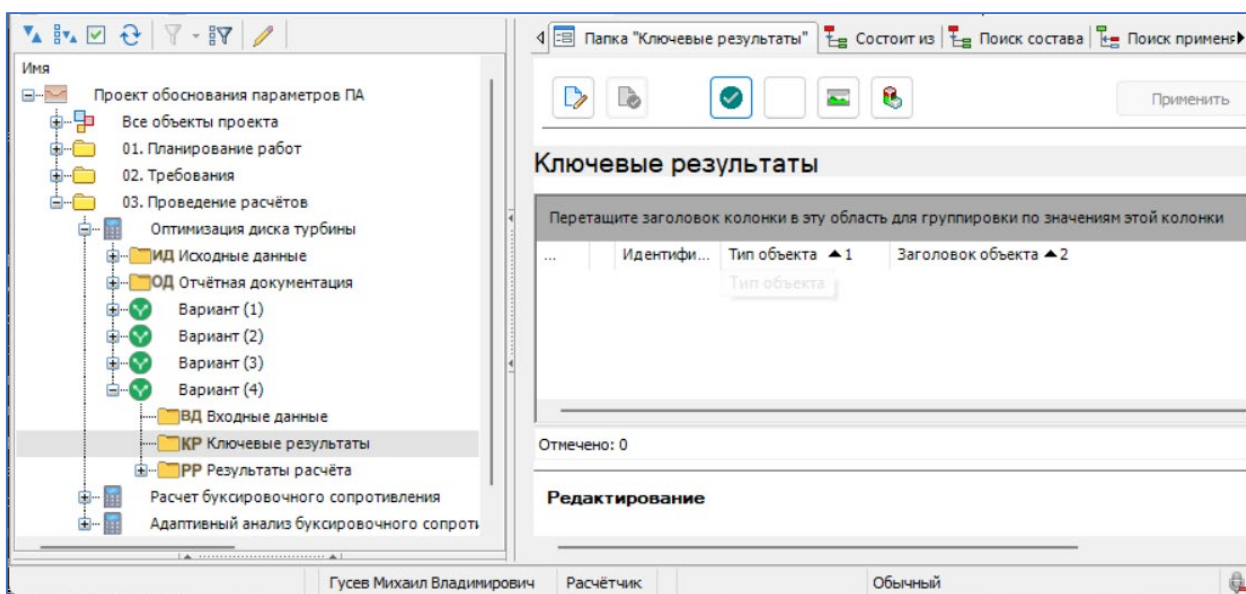 Имя
Проект обоснования параметров ПА
Все объекты проекта
01. Планирование работ
02. Требования
03. Проведение расчётов
Оптимизация диска турбины
ИД Исходные данные
ОД Отчётная документация
Вариант (1)
Вариант (2)
Вариант (3)
Вариант (4)
ВД Входные данные
КР Ключевые результаты
РР Результаты расчёта
Расчет буксировочного сопротивления
Адаптивный анализ буксировочного сопроти
Папка "Ключевые результаты" Состоит из Поиск состава Поиск применя
Применить
Ключевые результаты
Перетащите заголовок колонки в эту область для группировки по значениям этой колонки
... Идентифи... Тип объекта ▲1 Заголовок объекта ▲2
Тип объекта
Отмечено: 0
Редактирование
Гусев Михаил Владимирович Расчётчик Обычный